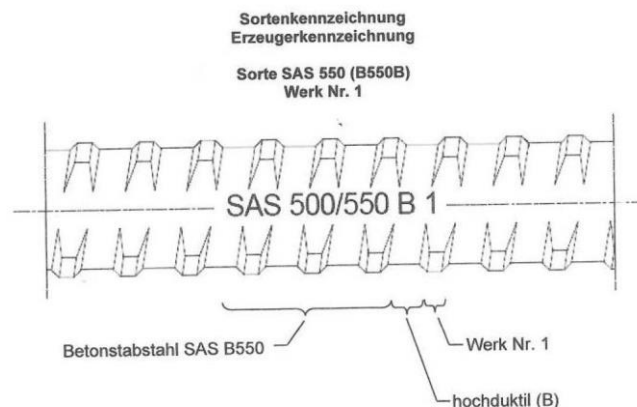 Sortenkennzeichnung
Erzeugerkennzeichnung
Sorte SAS 550 (B550B)
Werk Nr. 1
SAS 500/550 B 1
Betonstabstahl SAS B550
Werk Nr. 1
hochduktil (B)